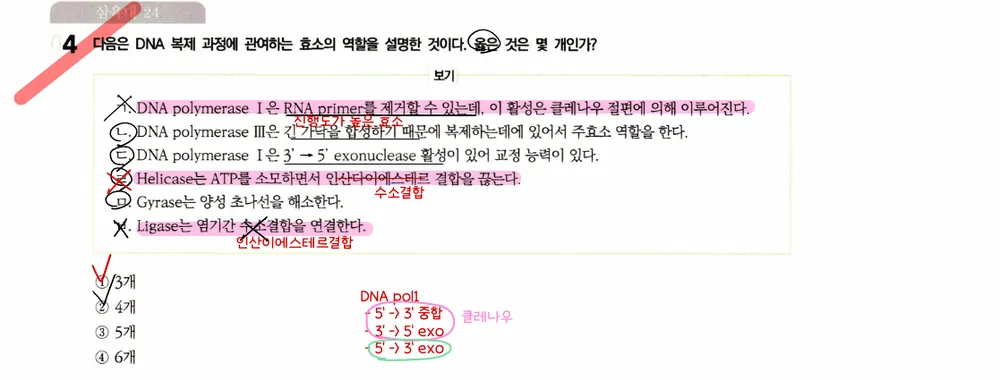 삼육대 24
4 다음은 DNA 복제 과정에 관여하는 효소의 역할을 설명한 것이다. 옳은 것은 몇 개인가?
보기
ㄱ. DNA polymerase Ⅰ은 RNA primer를 제거할 수 있는데, 이 활성은 클레나우 절편에 의해 이루어진다.
진행도가 높은 효소
ㄴ. DNA polymerase Ⅲ은 긴 가닥을 합성하기 때문에 복제하는데에 있어서 주효소 역할을 한다.
ㄷ. DNA polymerase Ⅰ은 3' → 5' exonuclease 활성이 있어 교정 능력이 있다.
ㄹ. Helicase는 ATP를 소모하면서 인산다이에스테르 결합을 끊는다.
수소결합
ㅁ. Gyrase는 양성 초나선을 해소한다.
ㅂ. Ligase는 염기간 수소결합을 연결한다.
인산이에스테르결합
① 3개
② 4개
③ 5개
④ 6개
DNA pol1
- 5' -> 3' 중합
클레나우
- 3' -> 5' exo
- 5' -> 3' exo